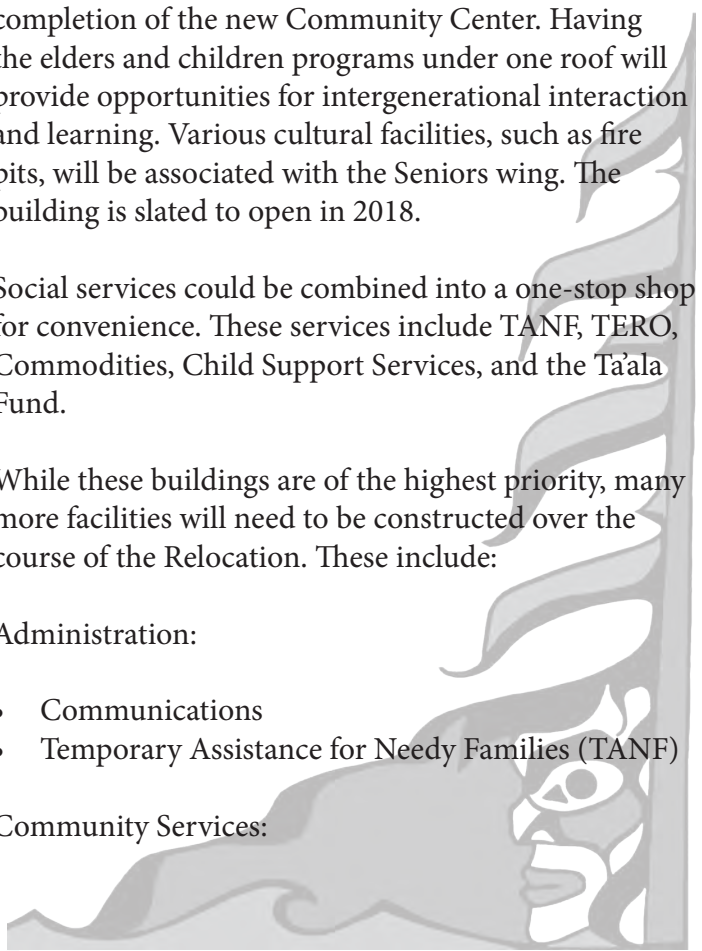 completion of the new Community Center. Having
the elders and children programs under one roof will
provide opportunities for intergenerational interaction
and learning. Various cultural facilities, such as fire
pits, will be associated with the Seniors wing. The
building is slated to open in 2018.
Social services could be combined into a one-stop shop
for convenience. These services include TANF, TERO,
Commodities, Child Support Services, and the Ta’ala
Fund.
While these buildings are of the highest priority, many
more facilities will need to be constructed over the
course of the Relocation. These include:
Administration:
• Communications
• Temporary Assistance for Needy Families (TANF)
Community Services: